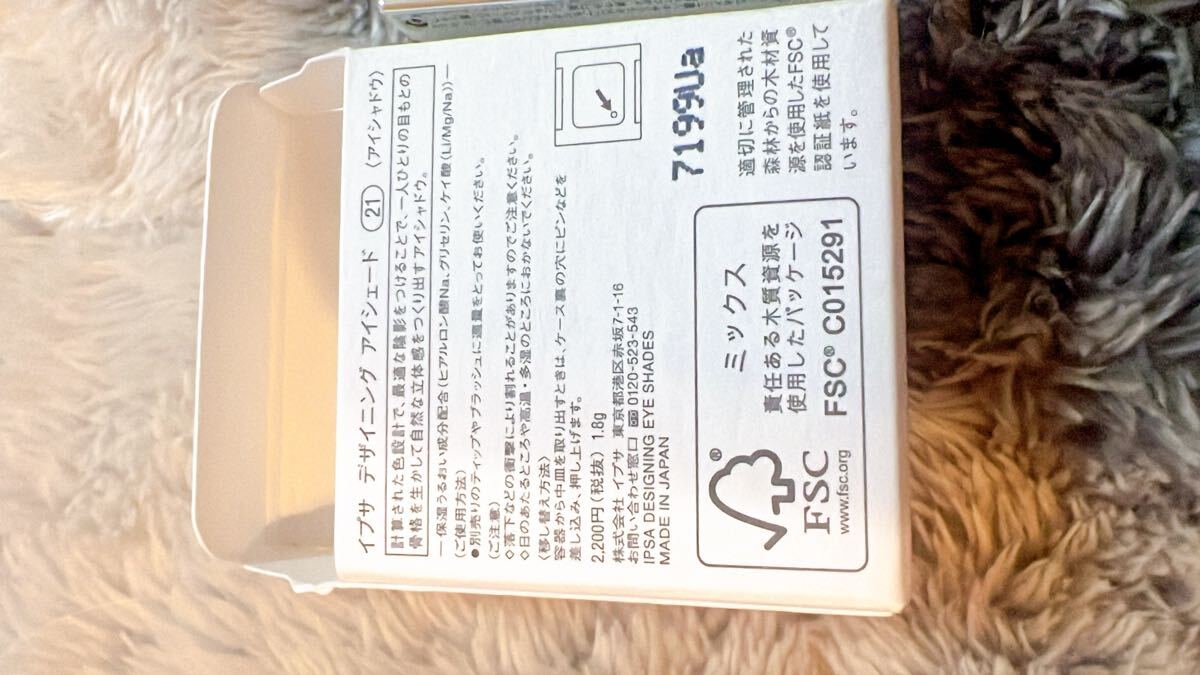 イプサ デザイニング アイシェード 21 〈アイシャドウ〉
計算された色設計で、最適な陰影をつけることで、一人ひとりの目もとの
骨格を生かして自然な立体感をつくり出すアイシャドウ。
―保湿うるおい成分配合(ヒアルロン酸Na、グリセリン、ケイ酸(Li/Mg/Na))―
〈ご使用方法〉
●別売りのティップやブラッシュに適量をとってお使いください。
〈ご注意〉
◇落下などの衝撃により割れることがありますのでご注意ください。
◇日のあたるところや高温・多湿のところにおかないでください。
〈移し替え方法〉
容器から中皿を取り出すときは、ケース裏の穴にピンなどを
差し込み、押し上げます。
2,200円(税抜) 1.8g
株式会社 イプサ 東京都港区赤坂7-1-16
お問い合わせ窓口 0120-523-543
IPSA DESIGNING EYE SHADES
MADE IN JAPAN
7199Ua
FSC®
www.fsc.org
ミックス
責任ある木質資源を
使用したパッケージ
FSC® C015291
適切に管理された
森林からの木材資
源を使用したFSC®
認証紙を使用して
います。